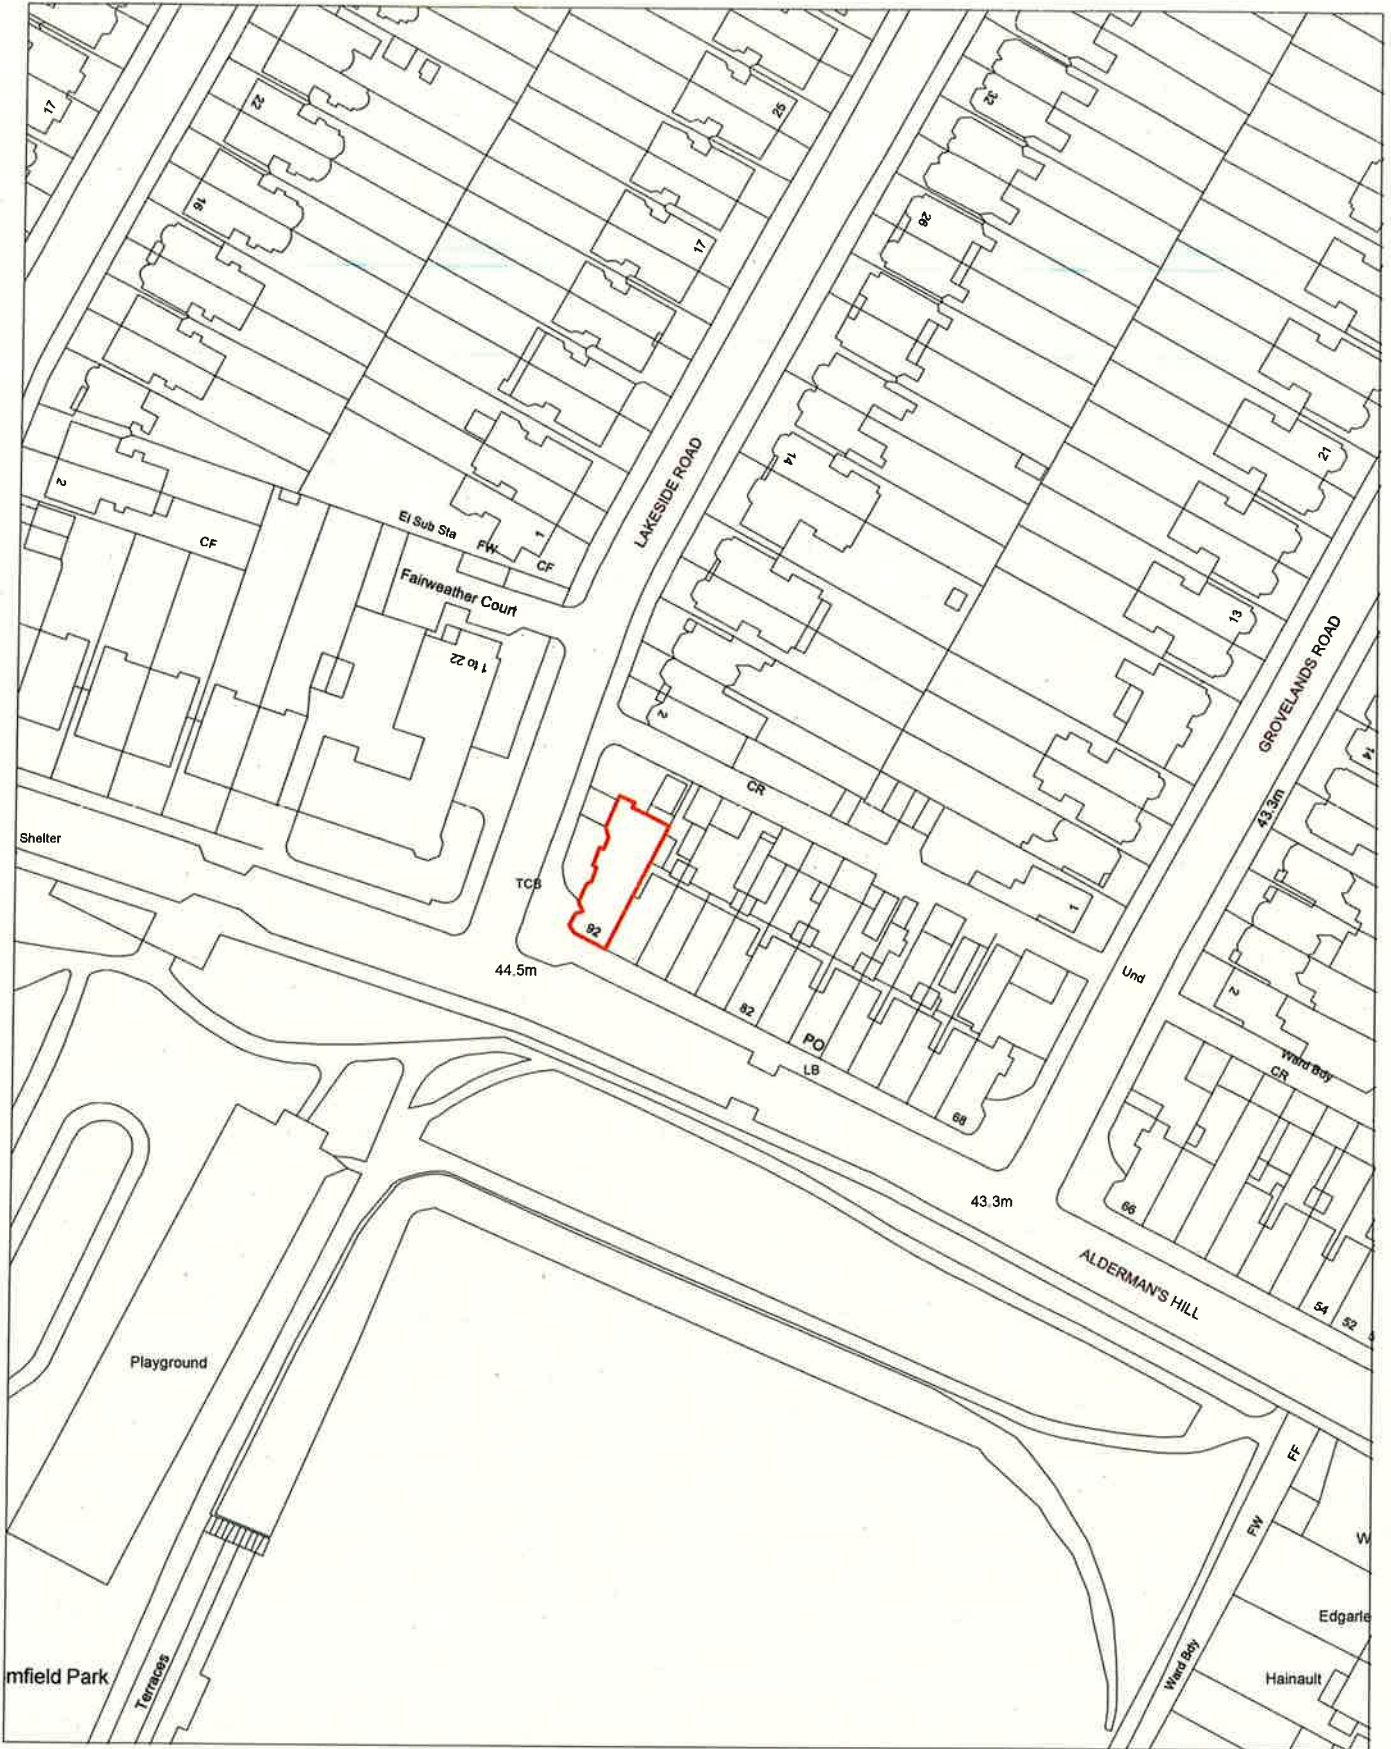 17
22
25
32
16
26
17
LAKESIDE ROAD
14
21
2
CF
El Sub Sta
FW
1
CF
Fairweather Court
1 to 22
13
GROVELANDS ROAD
2
14
CR
43.3m
Shelter
TCB
92
1
44.5m
Und
2
82
PO
LB
Ward Bdy
CR
68
43.3m
66
ALDERMAN'S HILL
54
52
Playground
FF
FW
W
Edgarle
Ward Bdy
Hainault
mfield Park
Terraces